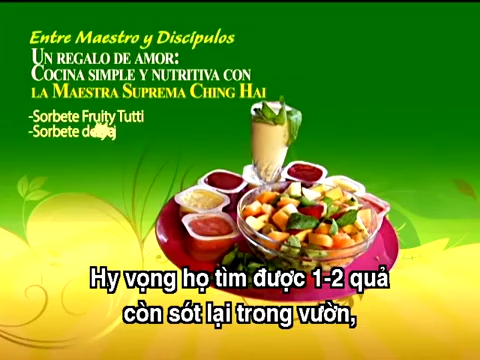 Entre Maestro y Discípulos
UN REGALO DE AMOR:
COCINA SIMPLE Y NUTRITIVA CON
LA MAESTRA SUPREMA CHING HAI
-Sorbete Fruity Tutti
-Sorbete de
Hy vọng họ tìm được 1-2 quả
còn sót lại trong vườn,